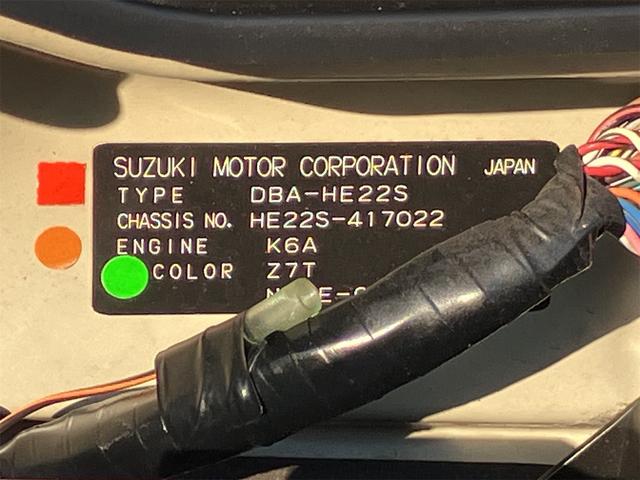 SUZUKI MOTOR CORPORATION JAPAN
TYPE DBA-HE22S
CHASSIS NO. HE22S-417022
ENGINE K6A
COLOR Z7T